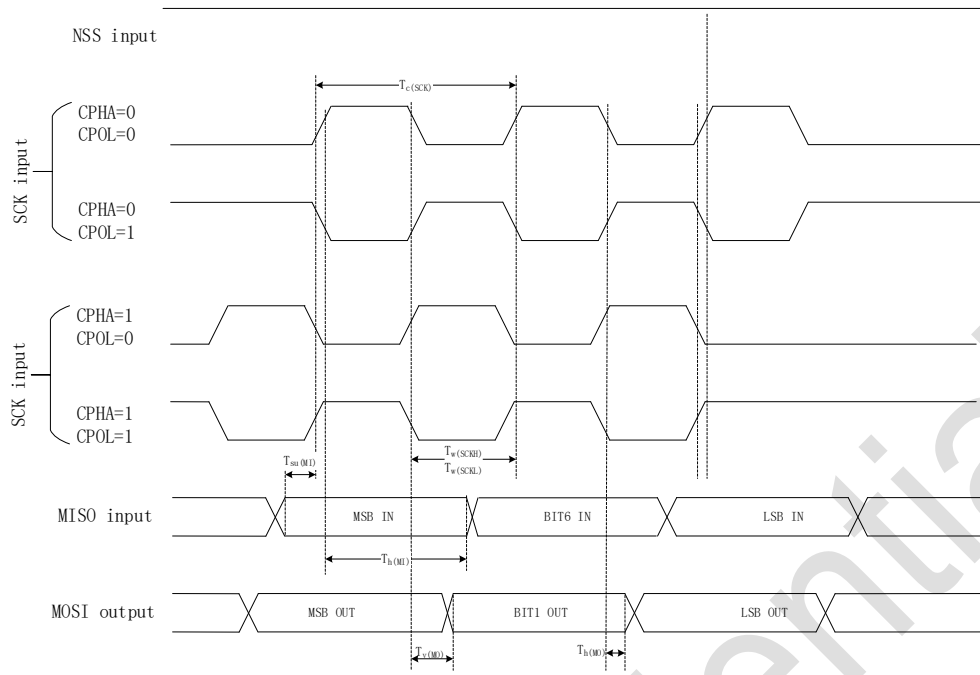 NSS input
Tc(SCK)
CPHA=0
CPOL=0
SCK input
CPHA=0
CPOL=1
CPHA=1
CPOL=0
SCK input
CPHA=1
CPOL=1
Tsu(MI)
Tw(SCKH)
Tw(SCKL)
MISO input
MSB IN
BIT6 IN
LSB IN
Th(MI)
MOSI output
MSB OUT
BIT1 OUT
LSB OUT
Tv(MO)
Th(MO)